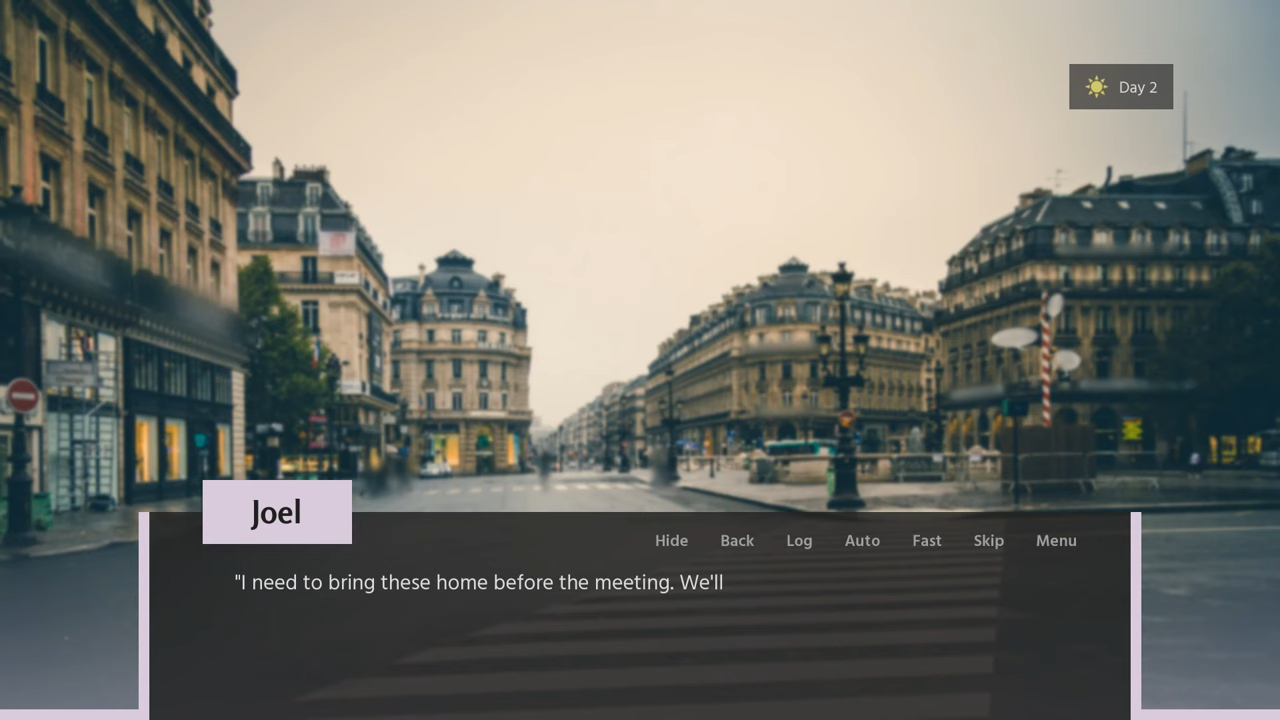 Day 2
Joel
Hide Back Log Auto Fast Skip Menu
"I need to bring these home before the meeting. We'll